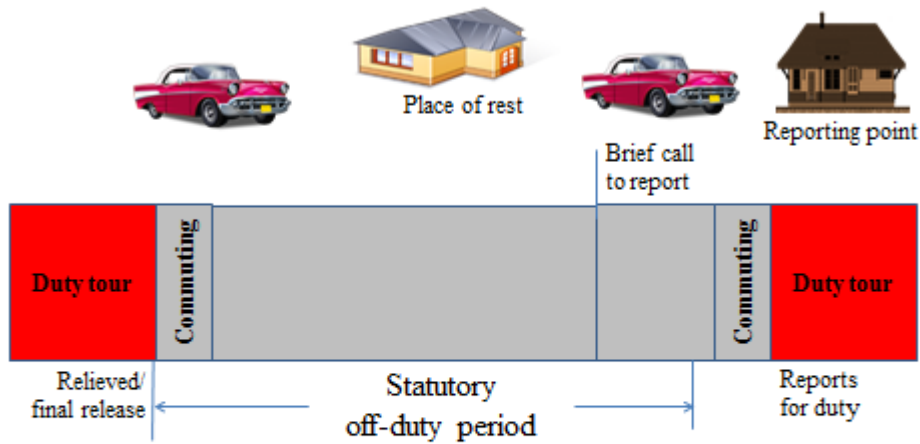 Place of rest
Reporting point
Brief call
to report
Duty tour
Commuting
Commuting
Duty tour
Relieved/
final release
Statutory
off-duty period
Reports
for duty